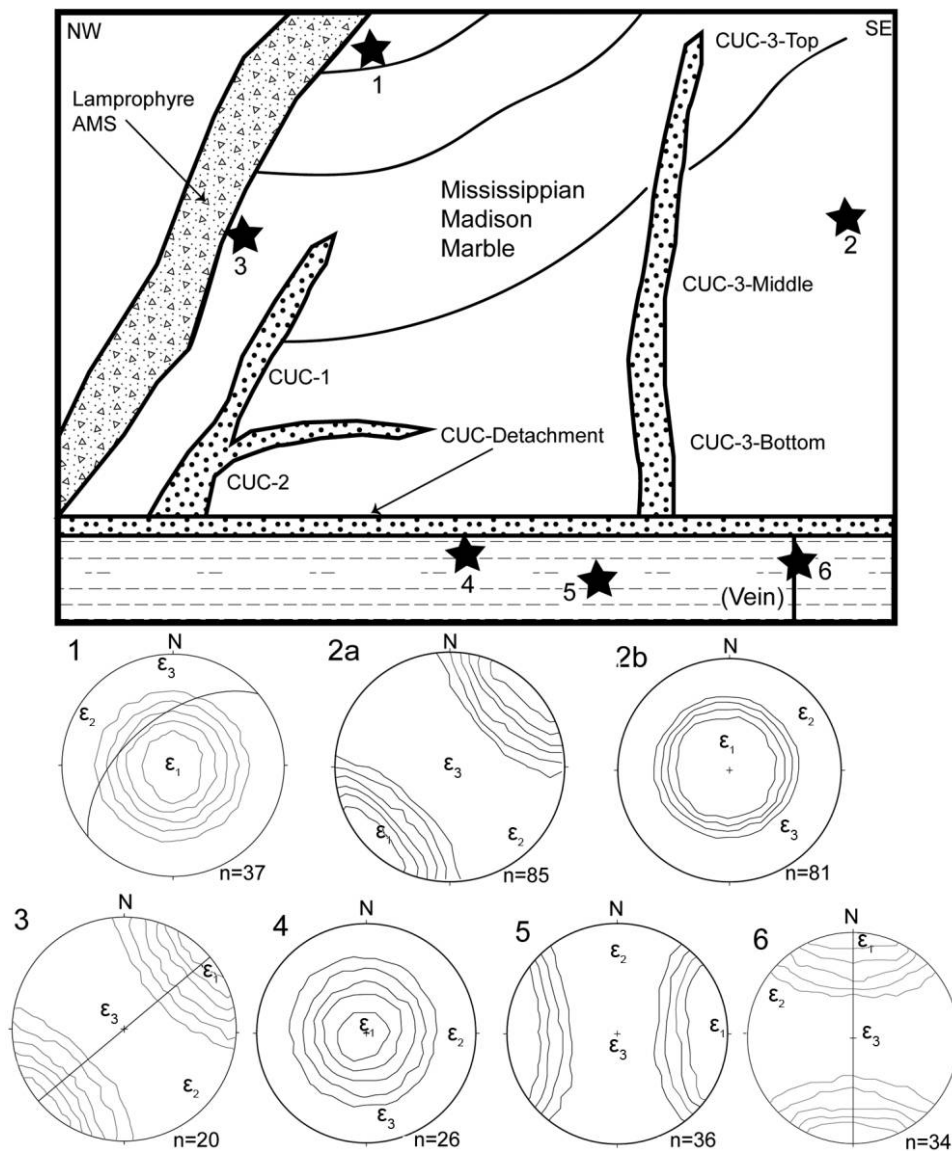 NW
SE
CUC-3-Top
1
Lamprophyre
AMS
Mississippian
Madison
Marble
2
3
CUC-3-Middle
CUC-1
CUC-Detachment
CUC-3-Bottom
CUC-2
4
5
6
(Vein)
1
N
ε3
ε2
ε1
n=37
2a
N
ε3
ε1
ε2
n=85
2b
N
ε2
ε1
ε3
n=81
3
N
ε1
ε3
ε2
n=20
4
N
ε1
ε2
ε3
n=26
5
N
ε2
ε1
ε3
n=36
6
N
ε1
ε2
ε3
n=34